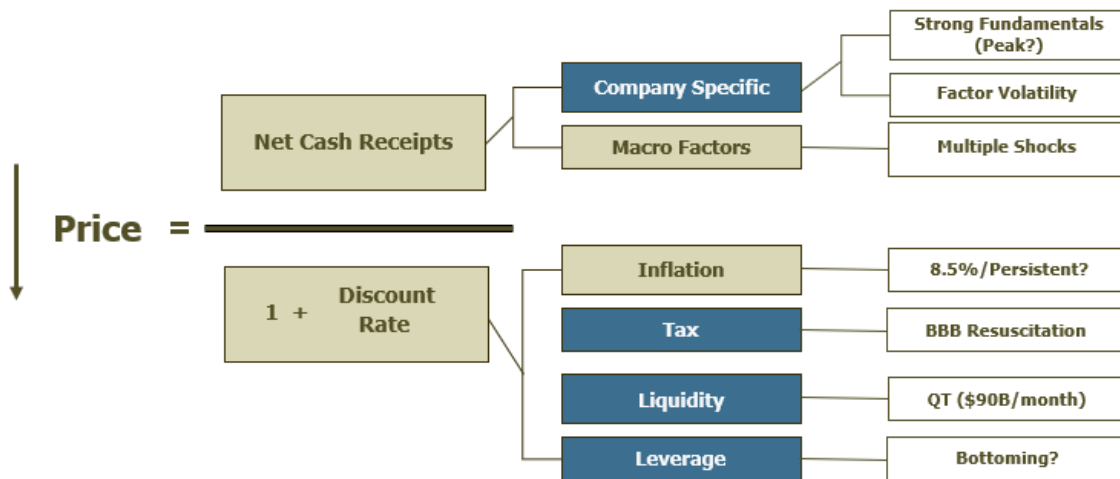 Strong Fundamentals
(Peak?)
Company Specific
Factor Volatility
Net Cash Receipts
Macro Factors
Multiple Shocks
Price =
Inflation
8.5%/Persistent?
1 + Discount
Rate
Tax
BBB Resuscitation
Liquidity
QT ($90B/month)
Leverage
Bottoming?